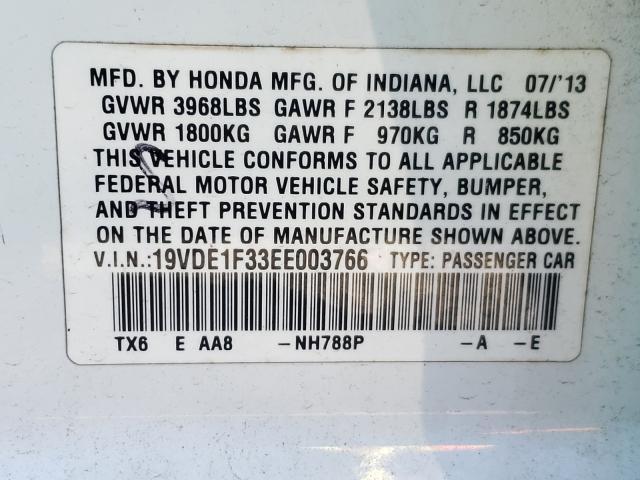 MFD. BY HONDA MFG. OF INDIANA, LLC 07/'13
GVWR 3968LBS GAWR F 2138LBS R 1874LBS
GVWR 1800KG GAWR F 970KG R 850KG
THIS VEHICLE CONFORMS TO ALL APPLICABLE
FEDERAL MOTOR VEHICLE SAFETY, BUMPER,
AND THEFT PREVENTION STANDARDS IN EFFECT
ON THE DATE OF MANUFACTURE SHOWN ABOVE.
V.I.N.:19VDE1F33EE003766 TYPE: PASSENGER CAR
TX6 E AA8 -NH788P -A -E